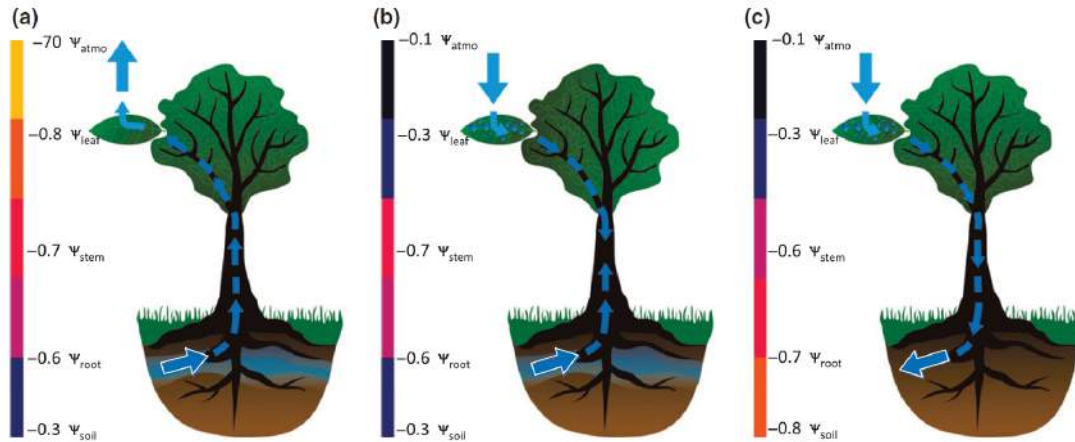 (a)
−70 Ψatmo
−0.8 Ψleaf
−0.7 Ψstem
−0.6 Ψroot
−0.3 Ψsoil
(b)
−0.1 Ψatmo
−0.3 Ψleaf
−0.7 Ψstem
−0.6 Ψroot
−0.3 Ψsoil
(c)
−0.1 Ψatmo
−0.3 Ψleaf
−0.6 Ψstem
−0.7 Ψroot
−0.8 Ψsoil